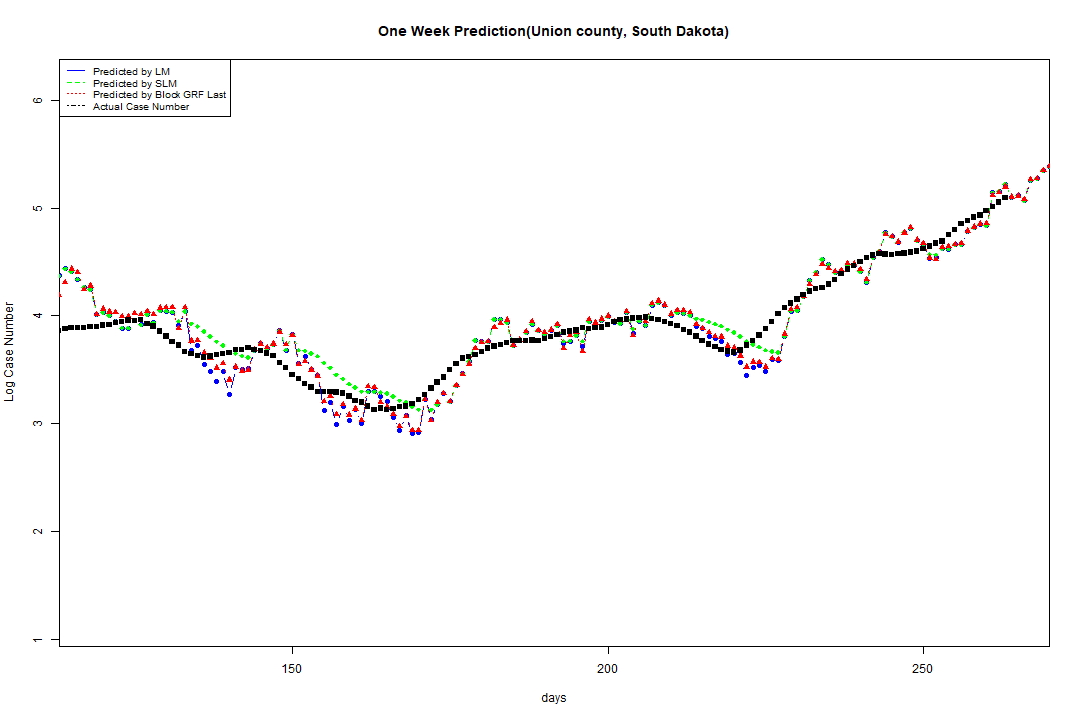 One Week Prediction(Union county, South Dakota)
Predicted by LM
Predicted by SLM
Predicted by Block GRF Last
Actual Case Number
6
5
4
3
2
1
Log Case Number
150
200
250
days